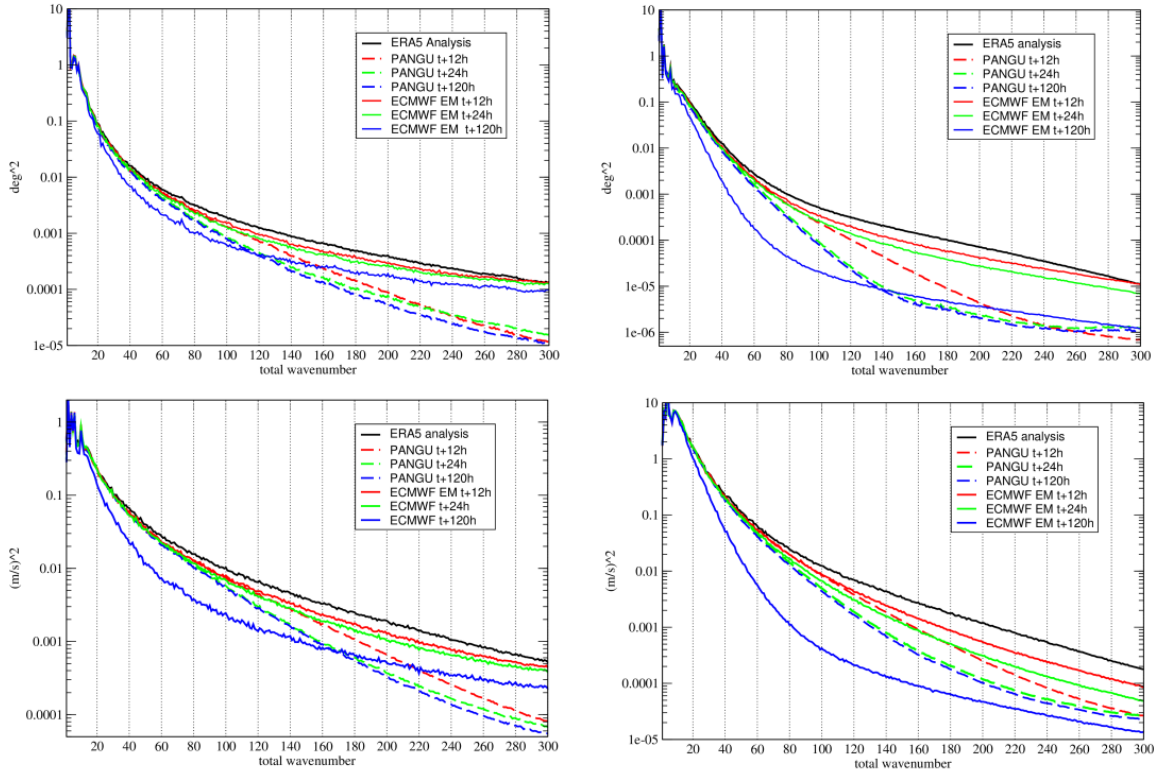 ERA5 Analysis
PANGU t+12h
PANGU t+24h
PANGU t+120h
ECMWF EM t+12h
ECMWF EM t+24h
ECMWF EM t+120h
deg^2
1
0.1
0.01
0.001
0.0001
1e-05
20 40 60 80 100 120 140 160 180 200 220 240 260 280 300
total wavenumber
ERA5 analysis
PANGU t+12h
PANGU t+24h
PANGU t+120h
ECMWF EM t+12h
ECMWF EM t+24h
ECMWF EM t+120h
deg^2
10
1
0.1
0.01
0.001
0.0001
1e-05
1e-06
20 40 60 80 100 120 140 160 180 200 220 240 260 280 300
total wavenumber
ERA5 analysis
PANGU t+12h
PANGU t+24h
PANGU t+120h
ECMWF EM t+12h
ECMWF t+24h
ECMWF t+120h
(m/s)^2
1
0.1
0.01
0.001
0.0001
20 40 60 80 100 120 140 160 180 200 220 240 260 280 300
total wavenumber
ERA5 analysis
PANGU t+12h
PANGU t+24h
PANGU t+120h
ECMWF EM t+12h
ECMWF EM t+24h
ECMWF EM t+120h
(m/s)^2
10
1
0.1
0.01
0.001
0.0001
1e-05
20 40 60 80 100 120 140 160 180 200 220 240 260 280 300
total wavenumber